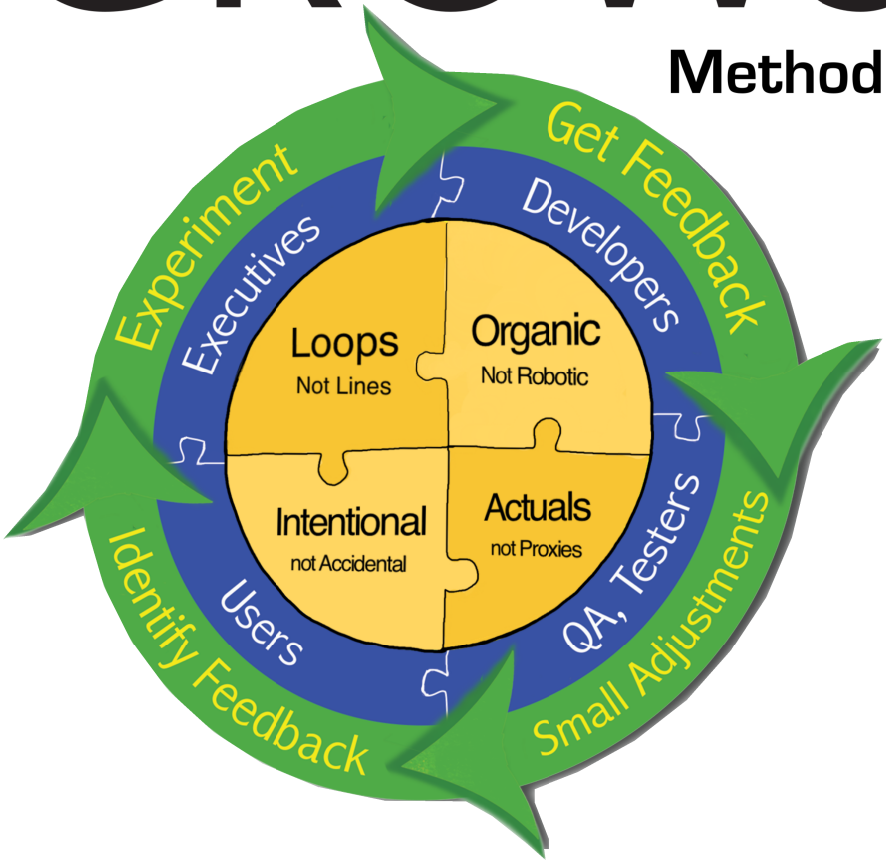 Method
Experiment
Get Feedback
Small Adjustments
Identify Feedback
Executives
Developers
QA, Testers
Users
Loops
Not Lines
Organic
Not Robotic
Intentional
not Accidental
Actuals
not Proxies